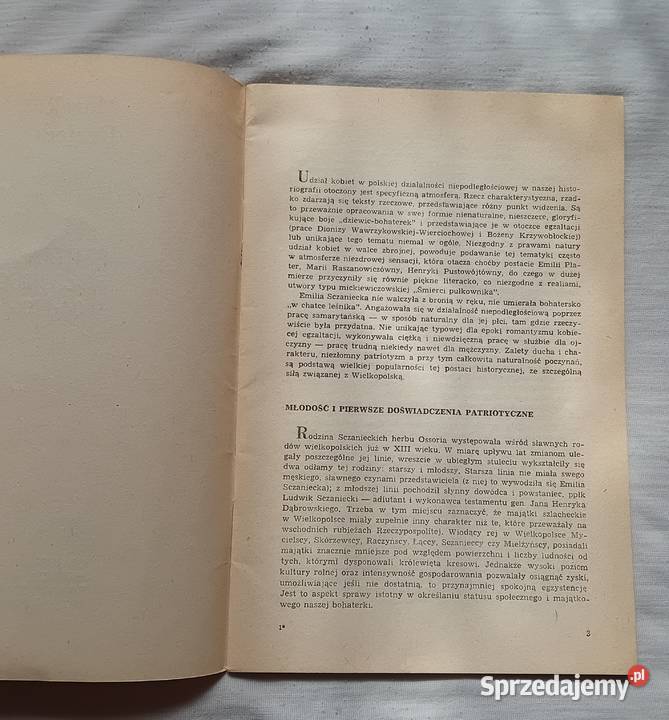 Udział kobiet w polskiej działalności niepodległościowej w naszej histo-
riografii otoczony jest specyficzną atmosferą. Rzecz charakterystyczna, rzad-
ko zdarzają się teksty rzeczowe, przedstawiające różny punkt widzenia. Są
to przeważnie opracowania w swej formie nienaturalne, nieszczere, gloryfi-
kujące boje „dziewic-bohaterek" i przedstawiające je w otoczce egzaltacji
(prace Dionizy Wawrzykowskiej-Wierciochowej i Bożeny Krzywobłockiej)
lub unikające tego tematu niemal w ogóle. Niezgodny z prawami natury
udział kobiet w walce zbrojnej, powoduje podawanie tej tematyki często
w atmosferze niezdrowej sensacji, która otacza choćby postacie Emilii Pla-
ter, Marii Raszanowiczówny, Henryki Pustowójtówny, do czego w dużej
mierze przyczyniły się równie piękne literacko, co niezgodne z realiami,
utwory typu mickiewiczowskiej „Śmierci pułkownika".
Emilia Sczaniecka nie walczyła z bronią w ręku, nie umierała bohatersko
„w chatce leśnika". Angażowała się w działalność niepodległościową poprzez
pracę samarytańską — w sposób naturalny dla jej płci, tam gdzie rzeczy-
wiście była przydatna. Nie unikając typowej dla epoki romantyzmu kobie-
cej egzaltacji, wykonywała ciężką i niewdzięczną pracę w służbie dla oj-
czyzny — pracę trudną niekiedy nawet dla mężczyzny. Zalety ducha i cha-
rakteru, niezłomny patriotyzm a przy tym całkowita naturalność poczynań,
są podstawą wielkiej popularności tej postaci historycznej, ze szczególną
siłą związanej z Wielkopolską.
MŁODOŚĆ I PIERWSZE DOŚWIADCZENIA PATRIOTYCZNE
Rodzina Sczanieckich herbu Ossoria występowała wśród sławnych ro-
dów wielkopolskich już w XIII wieku. W miarę upływu lat zmianom ule-
gały poszczególne jej linie, wreszcie w ubiegłym stuleciu wykształciły się
dwa odłamy tej rodziny: starszy i młodszy. Starsza linia nie miała swego
męskiego, sławnego czynami przedstawiciela (z niej to wywodziła się Emilia
Sczaniecka); z młodszej linii pochodził słynny dowódca i powstaniec, ppłk
Ludwik Sczaniecki — adiutant i wykonawca testamentu gen. Jana Henryka
Dąbrowskiego. Trzeba w tym miejscu zaznaczyć, że majątki szlacheckie
w Wielkopolsce miały zupełnie inny charakter niż te, które przeważały na
wschodnich rubieżach Rzeczypospolitej. Wiodący rej w Wielkopolsce My-
cielscy, Skórzewscy, Raczyńscy, Łąccy, Sczanieccy czy Mielżyńscy, posiadali
majątki znacznie mniejsze pod względem powierzchni i liczby ludności od
tych, którymi dysponowali królewięta kresowi. Jednakże wysoki poziom
kultury rolnej oraz intensywność gospodarowania pozwalały osiągnąć zyski,
umożliwiające jeśli nie dostatnią, to przynajmniej spokojną egzystencję.
Jest to aspekt sprawy istotny w określaniu statusu społecznego i majątko-
wego naszej bohaterki.
1*
3
Sprzedajemy.pl